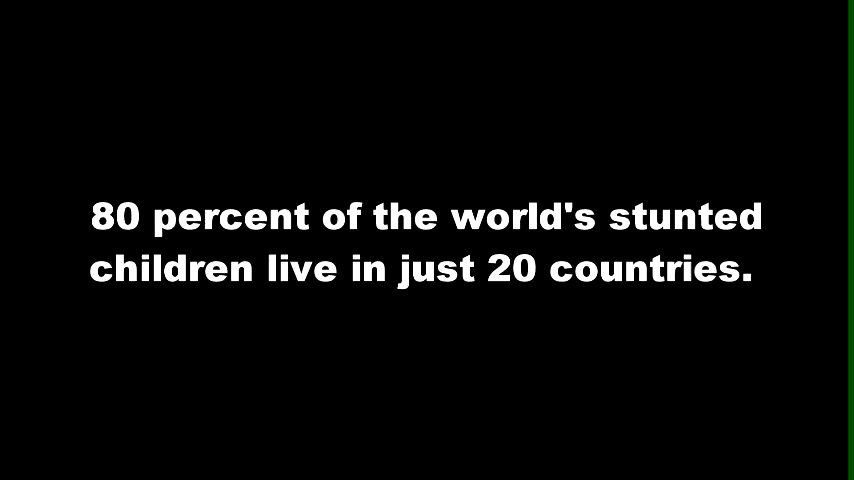 80 percent of the world's stunted
children live in just 20 countries.